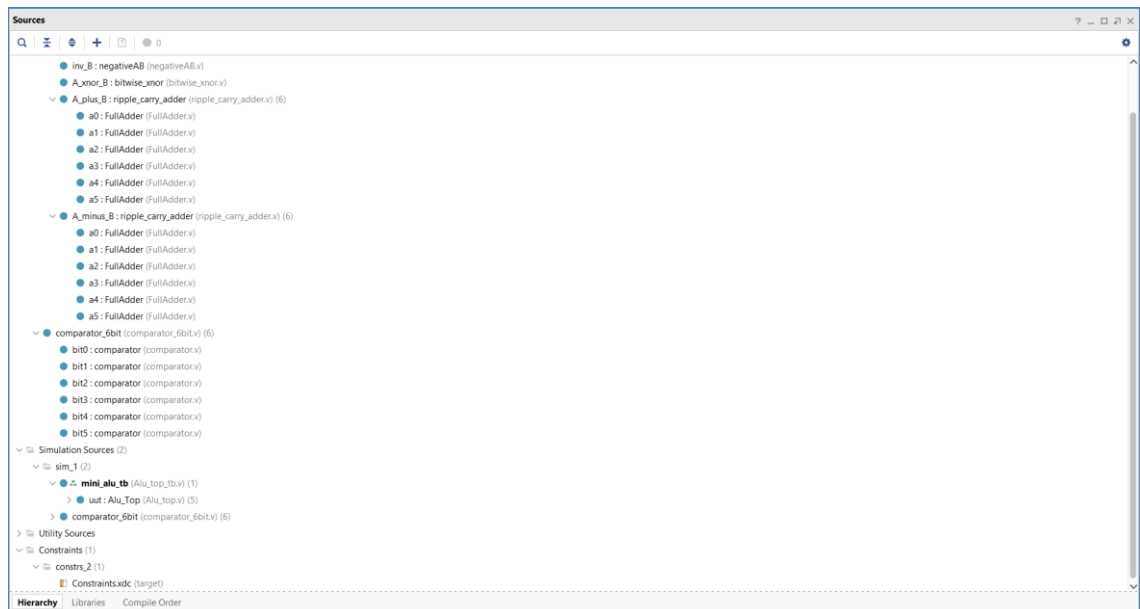 Sources
0
inv_B : negativeAB (negativeAB.v)
A_xnor_B : bitwise_xnor (bitwise_xnor.v)
A_plus_B : ripple_carry_adder (ripple_carry_adder.v) (6)
a0 : FullAdder (FullAdder.v)
a1 : FullAdder (FullAdder.v)
a2 : FullAdder (FullAdder.v)
a3 : FullAdder (FullAdder.v)
a4 : FullAdder (FullAdder.v)
a5 : FullAdder (FullAdder.v)
A_minus_B : ripple_carry_adder (ripple_carry_adder.v) (6)
a0 : FullAdder (FullAdder.v)
a1 : FullAdder (FullAdder.v)
a2 : FullAdder (FullAdder.v)
a3 : FullAdder (FullAdder.v)
a4 : FullAdder (FullAdder.v)
a5 : FullAdder (FullAdder.v)
comparator_6bit (comparator_6bit.v) (6)
bit0 : comparator (comparator.v)
bit1 : comparator (comparator.v)
bit2 : comparator (comparator.v)
bit3 : comparator (comparator.v)
bit4 : comparator (comparator.v)
bit5 : comparator (comparator.v)
Simulation Sources (2)
sim_1 (2)
mini_alu_tb (Alu_top_tb.v) (1)
uut : Alu_Top (Alu_top.v) (5)
comparator_6bit (comparator_6bit.v) (6)
Utility Sources
Constraints (1)
constrs_2 (1)
Constraints.xdc (target)
Hierarchy Libraries Compile Order